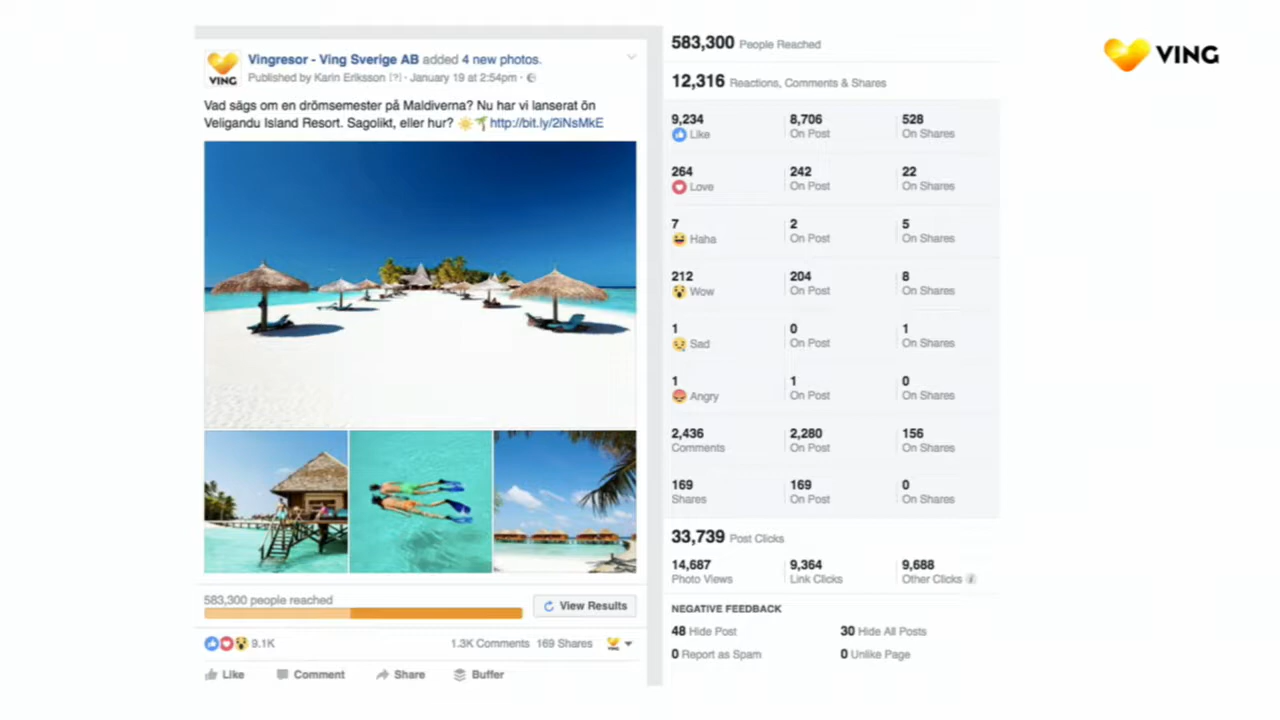 Vingresor - Ving Sverige AB added 4 new photos.
Published by Karin Eriksson [?] · January 19 at 2:54pm ·
Vad sägs om en drömsemester på Maldiverna? Nu har vi lanserat ön
Veligandu Island Resort. Sagolikt, eller hur? http://bit.ly/2iNsMkE
VING
583,300 people reached
View Results
9.1K
1.3K Comments 169 Shares
Like Comment Share Buffer
583,300 People Reached
12,316 Reactions, Comments & Shares
9,234 8,706 528
Like On Post On Shares
264 242 22
Love On Post On Shares
7 2 5
Haha On Post On Shares
212 204 8
Wow On Post On Shares
1 0 1
Sad On Post On Shares
1 1 0
Angry On Post On Shares
2,436 2,280 156
Comments On Post On Shares
169 169 0
Shares On Post On Shares
33,739 Post Clicks
14,687 9,364 9,688
Photo Views Link Clicks Other Clicks i
NEGATIVE FEEDBACK
48 Hide Post 30 Hide All Posts
0 Report as Spam 0 Unlike Page
VING